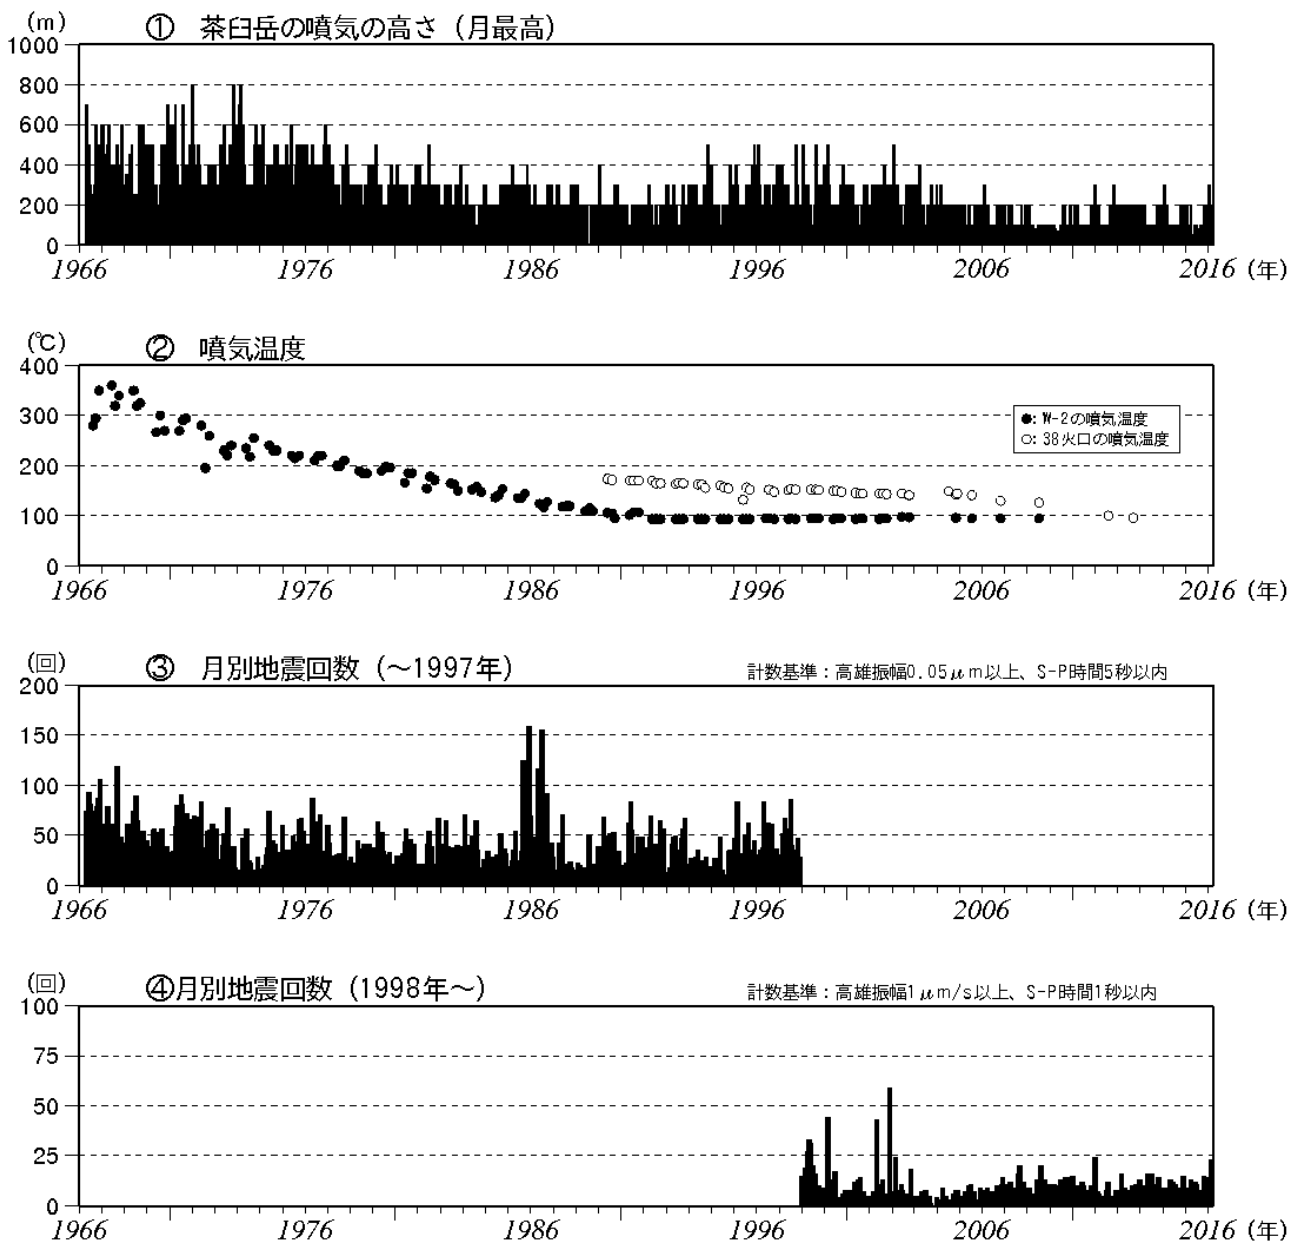 (m) ① 茶臼岳の噴気の高さ (月最高)
1000
800
600
400
200
0
1966 1976 1986 1996 2006 2016 (年)
(℃) ② 噴気温度
400
300
200
100
0
●: W-2の噴気温度
○: 38火口の噴気温度
1966 1976 1986 1996 2006 2016 (年)
(回) ③ 月別地震回数 (～1997年) 計数基準：高雄振幅0.05μm以上、S-P時間5秒以内
200
150
100
50
0
1966 1976 1986 1996 2006 2016 (年)
(回) ④月別地震回数 (1998年～) 計数基準：高雄振幅1μm/s以上、S-P時間1秒以内
100
75
50
25
0
1966 1976 1986 1996 2006 2016 (年)